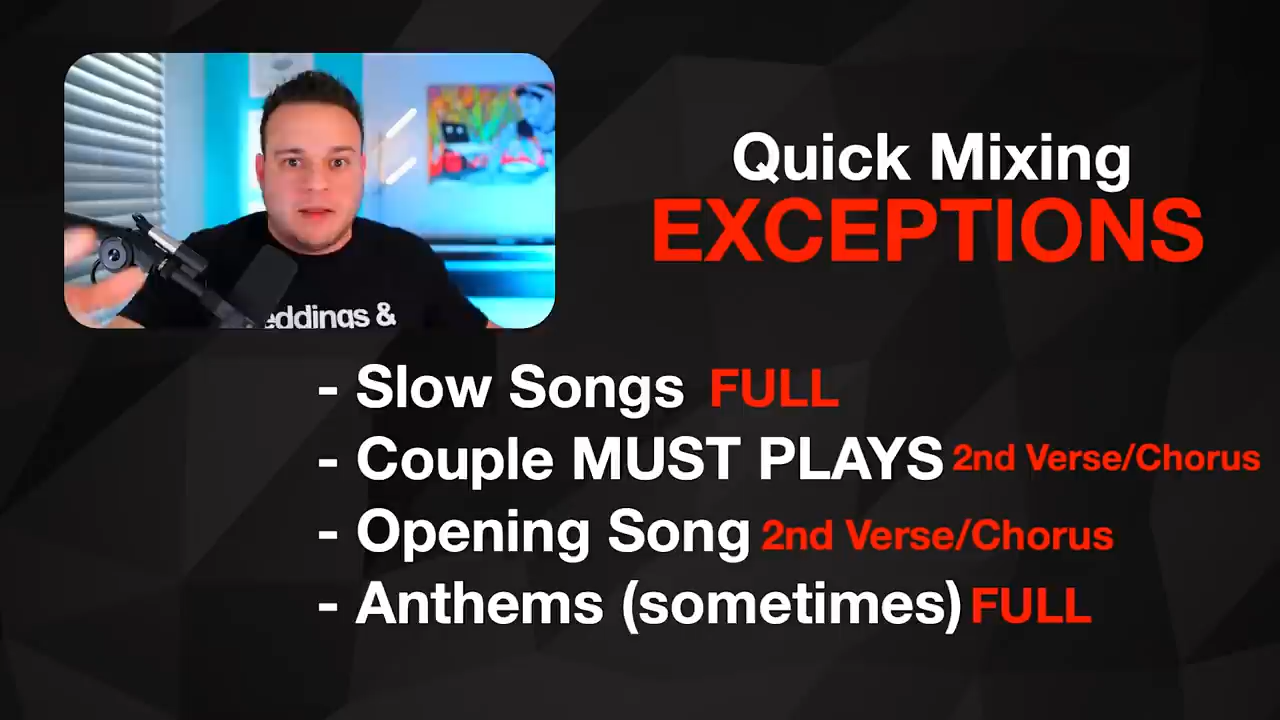 Quick Mixing
EXCEPTIONS
eddings &
- Slow Songs FULL
- Couple MUST PLAYS 2nd Verse/Chorus
- Opening Song 2nd Verse/Chorus
- Anthems (sometimes) FULL